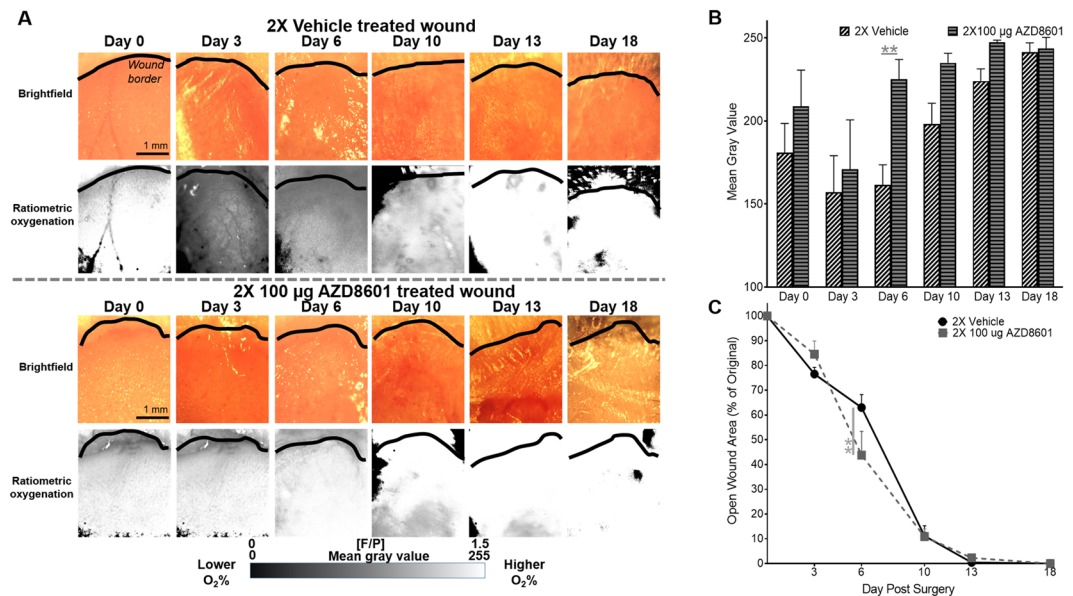 A
2X Vehicle treated wound
Day 0 Day 3 Day 6 Day 10 Day 13 Day 18
Brightfield
Wound
border
1 mm
Ratiometric
oxygenation
2X 100 µg AZD8601 treated wound
Day 0 Day 3 Day 6 Day 10 Day 13 Day 18
Brightfield
1 mm
Ratiometric
oxygenation
0 [F/P] 1.5
0 Mean gray value 255
Lower
O2%
Higher
O2%
B
2X Vehicle 2X100 µg AZD8601
**
Mean Gray Value
250
200
150
100
Day 0 Day 3 Day 6 Day 10 Day 13 Day 18
C
2X Vehicle
2X 100 ug AZD8601
**
Open Wound Area (% of Original)
100
90
80
70
60
50
40
30
20
10
0
3 6 10 13 18
Day Post Surgery